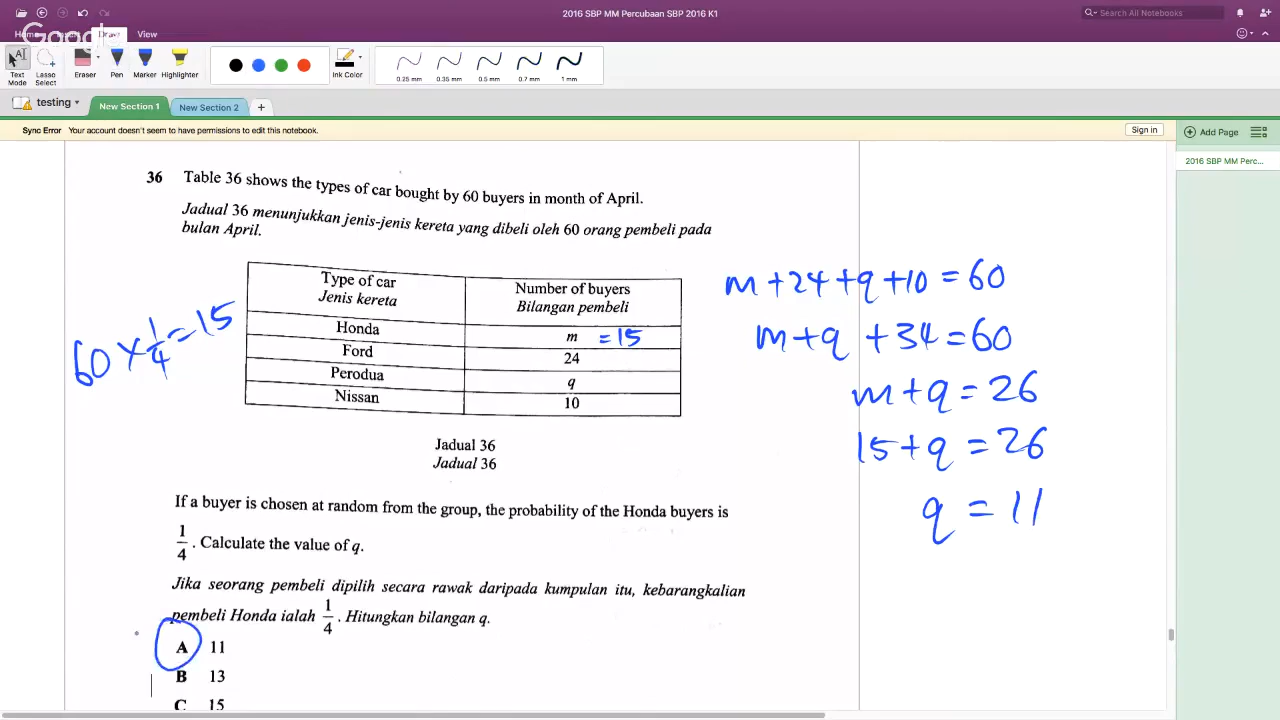 2016 SBP MM Percubaan SBP 2016 K1
Search All Notebooks
Google
Home Insert Draw View
Text Mode
Lasso Select
Eraser
Pen
Marker
Highlighter
Ink Color
0.25 mm
0.35 mm
0.5 mm
0.7 mm
1 mm
testing
New Section 1
New Section 2
+
Sync Error Your account doesn't seem to have permissions to edit this notebook.
Sign in
Add Page
2016 SBP MM Perc...
36 Table 36 shows the types of car bought by 60 buyers in month of April.
Jadual 36 menunjukkan jenis-jenis kereta yang dibeli oleh 60 orang pembeli pada
bulan April.
Type of car
Jenis kereta
Number of buyers
Bilangan pembeli
Honda m = 15
Ford 24
Perodua q
Nissan 10
60 × 1/4 = 15
Jadual 36
Jadual 36
m + 24 + q + 10 = 60
m + q + 34 = 60
m + q = 26
15 + q = 26
q = 11
If a buyer is chosen at random from the group, the probability of the Honda buyers is
1/4 . Calculate the value of q.
Jika seorang pembeli dipilih secara rawak daripada kumpulan itu, kebarangkalian
pembeli Honda ialah 1/4 . Hitungkan bilangan q.
A 11
B 13
C 15